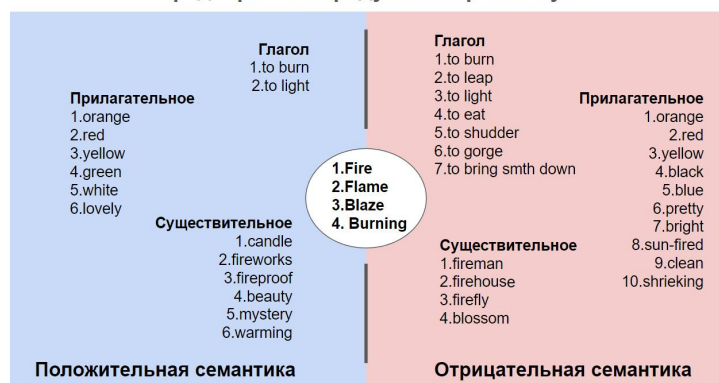 Глагол
1.to burn
2.to light
Прилагательное
1.orange
2.red
3.yellow
4.green
5.white
6.lovely
Существительное
1.candle
2.fireworks
3.fireproof
4.beauty
5.mystery
6.warming
Положительная семантика
1.Fire
2.Flame
3.Blaze
4. Burning
Глагол
1.to burn
2.to leap
3.to light
4.to eat
5.to shudder
6.to gorge
7.to bring smth down
Прилагательное
1.orange
2.red
3.yellow
4.black
5.blue
6.pretty
7.bright
8.sun-fired
9.clean
10.shrieking
Существительное
1.fireman
2.firehouse
3.firefly
4.blossom
Отрицательная семантика